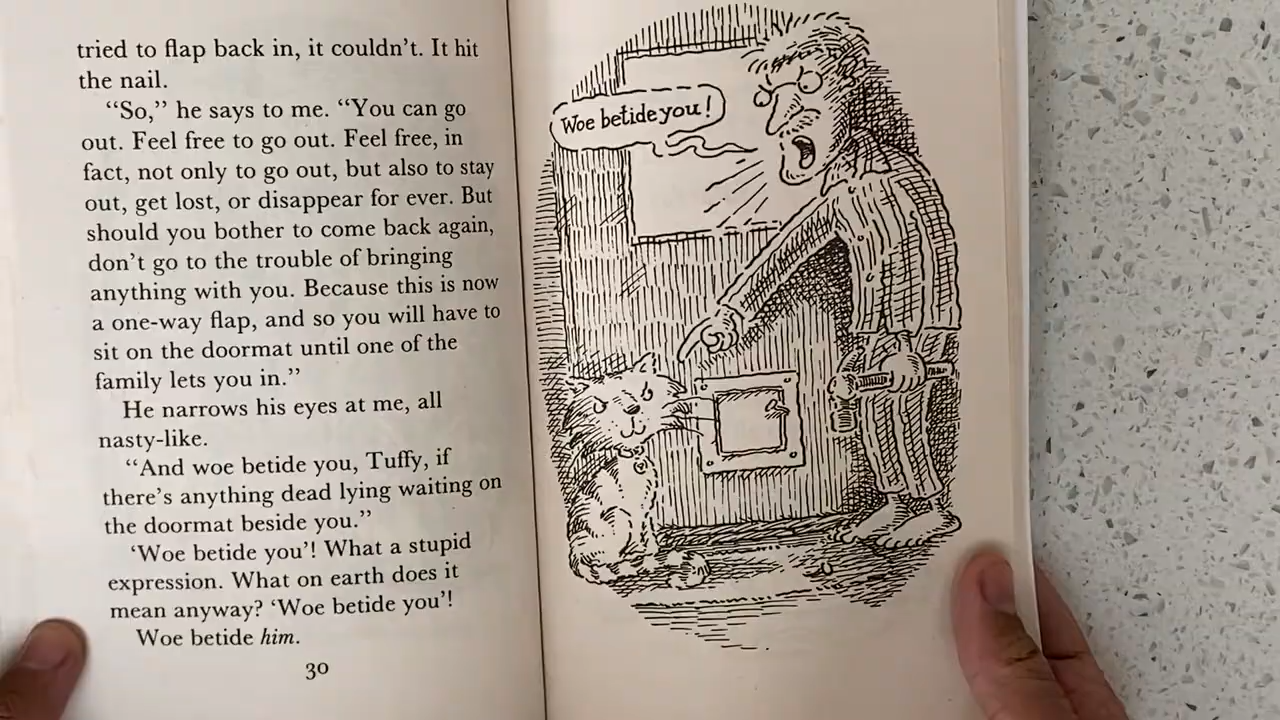 tried to flap back in, it couldn't. It hit
the nail.
“So,” he says to me. “You can go
out. Feel free to go out. Feel free, in
fact, not only to go out, but also to stay
out, get lost, or disappear for ever. But
should you bother to come back again,
don't go to the trouble of bringing
anything with you. Because this is now
a one-way flap, and so you will have to
sit on the doormat until one of the
family lets you in.”
He narrows his eyes at me, all
nasty-like.
“And woe betide you, Tuffy, if
there's anything dead lying waiting on
the doormat beside you.”
‘Woe betide you’! What a stupid
expression. What on earth does it
mean anyway? ‘Woe betide you’!
Woe betide him.
30
Woe betide you!